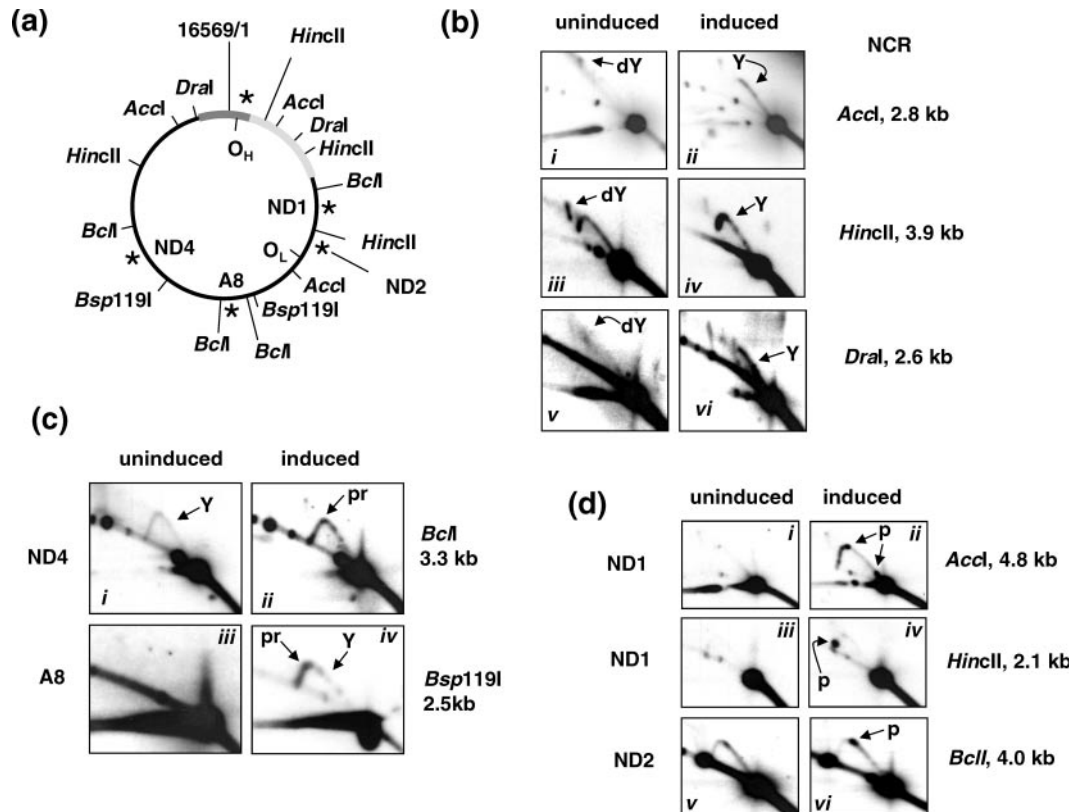 (a)
16569/1
HincII
*
DraI
AccI
AccI
DraI
HincII
HincII
OH
BclI
ND1
*
BclI
ND4
*
HincII
OL
*
ND2
A8
AccI
Bsp119I
*
Bsp119I
BclI
BclI
(b)
uninduced
induced
NCR
dY
Y
AccI, 2.8 kb
i
ii
dY
Y
HincII, 3.9 kb
iii
iv
dY
Y
DraI, 2.6 kb
v
vi
(c)
uninduced
induced
Y
pr
ND4
BclI
3.3 kb
i
ii
iii
iv
pr
Y
A8
Bsp119I
2.5kb
(d)
uninduced
induced
i
p
ii
ND1
AccI, 4.8 kb
iii
iv
ND1
HincII, 2.1 kb
p
p
ND2
BclI, 4.0 kb
v
vi